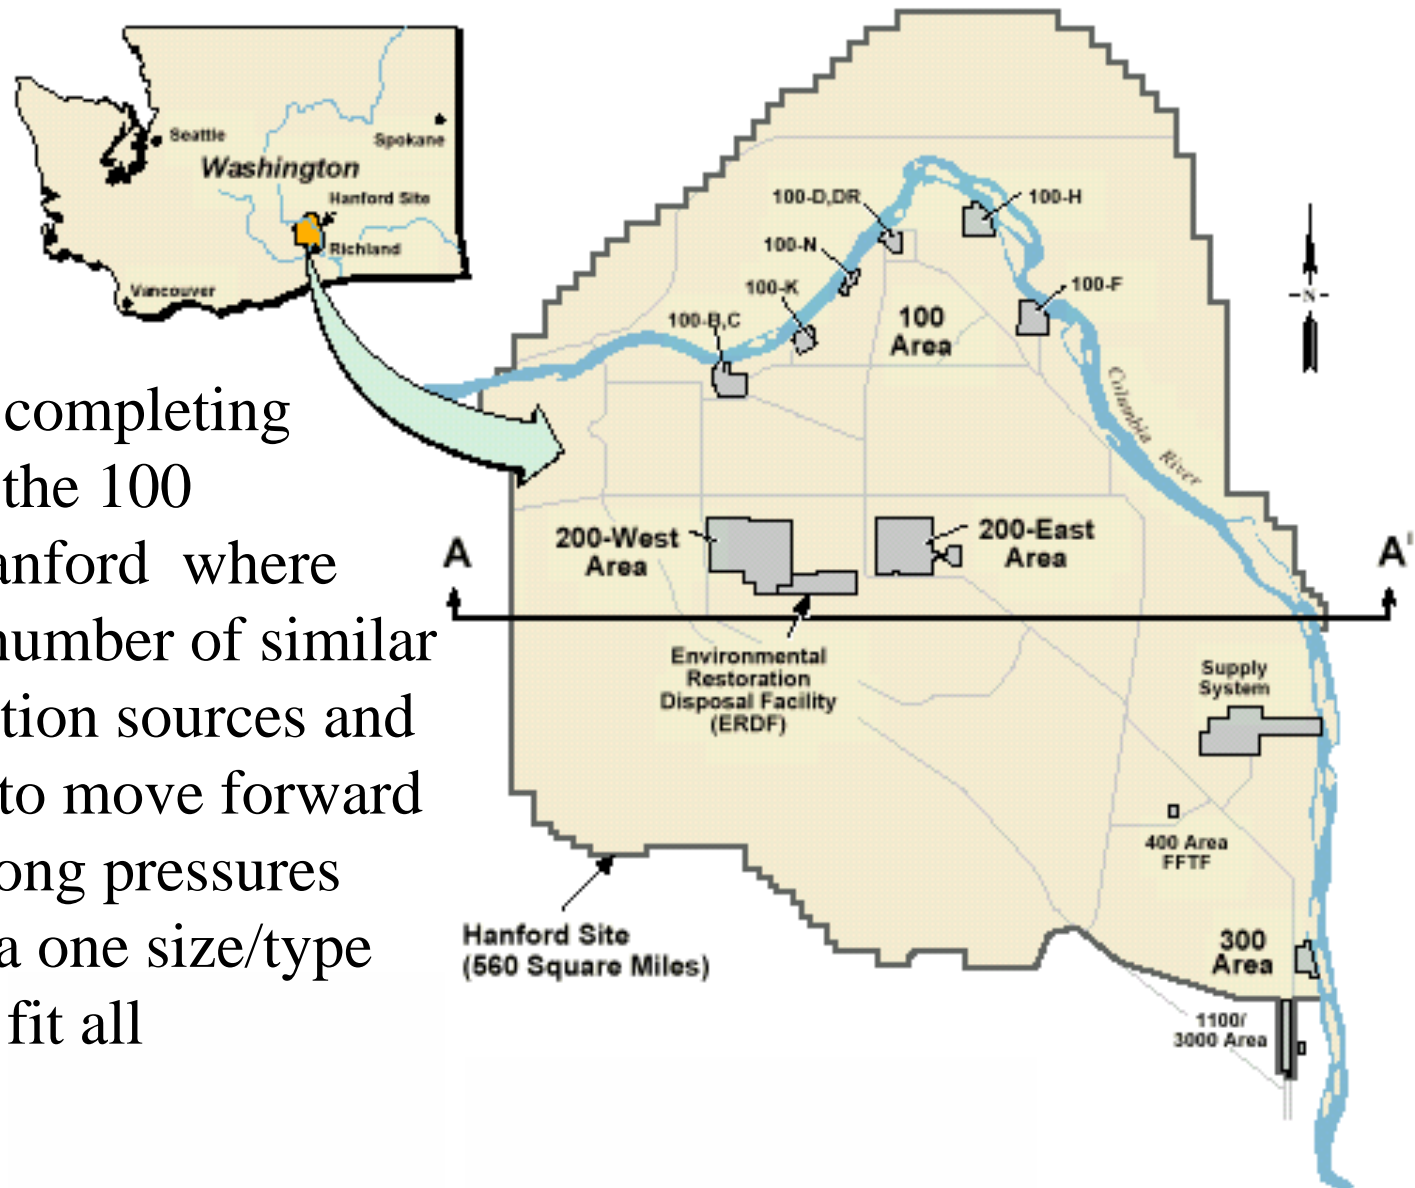 Seattle
Spokane
Washington
Hanford Site
Richland
Vancouver
100-D,DR
100-H
100-N
100-K
100-F
100-B,C
100
Area
N
Columbia River
completing
the 100
anford where
number of similar
tion sources and
to move forward
ong pressures
a one size/type
fit all
A
A'
200-West
Area
200-East
Area
Environmental
Restoration
Disposal Facility
(ERDF)
Supply
System
400 Area
FFTF
Hanford Site
(560 Square Miles)
300
Area
1100/
3000 Area